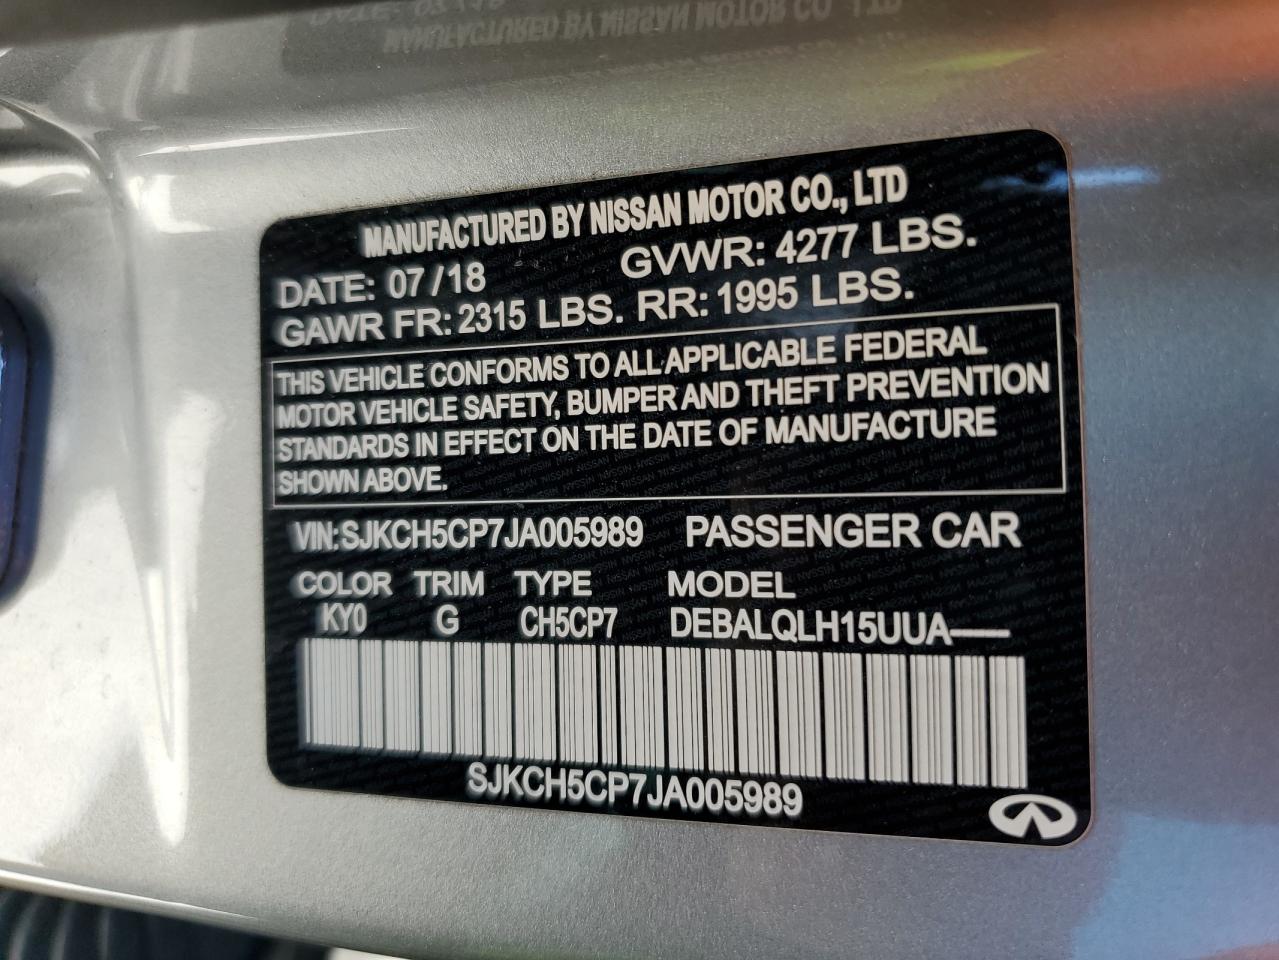 MANUFACTURED BY NISSAN MOTOR CO., LTD
DATE: 07/18 GVWR: 4277 LBS.
GAWR FR: 2315 LBS. RR: 1995 LBS.
THIS VEHICLE CONFORMS TO ALL APPLICABLE FEDERAL
MOTOR VEHICLE SAFETY, BUMPER AND THEFT PREVENTION
STANDARDS IN EFFECT ON THE DATE OF MANUFACTURE
SHOWN ABOVE.
VIN: SJKCH5CP7JA005989 PASSENGER CAR
COLOR TRIM TYPE MODEL
KY0 G CH5CP7 DEBALQLH15UUA——
SJKCH5CP7JA005989